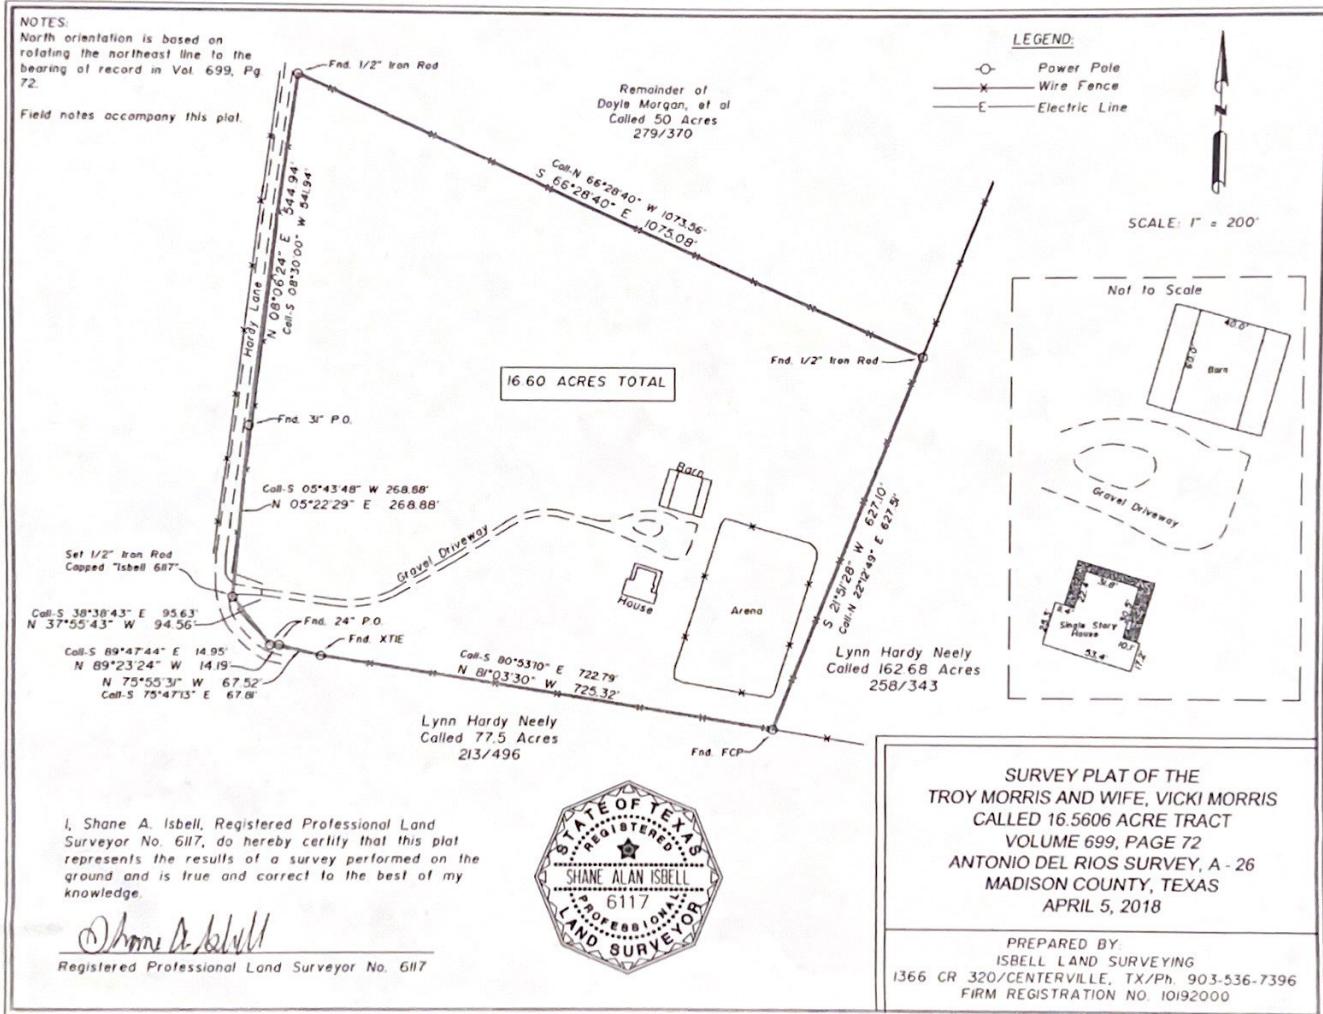 NOTES:
North orientation is based on
rotating the northeast line to the
bearing of record in Vol. 699, Pg.
72.
Field notes accompany this plat.
Fnd. 1/2" Iron Rod
Remainder of
Doyle Morgan, et al
Called 50 Acres
279/370
LEGEND:
Power Pole
Wire Fence
E Electric Line
N
SCALE: 1" = 200'
Call-N 66°28'40" W 1073.56'
S 66°28'40" E 1075.08'
Hardy Lane
N 08°06'24" E 544.94'
Call-S 08°30'00" W 541.94'
Fnd. 1/2" Iron Rod
16.60 ACRES TOTAL
Fnd. 31" P.O.
Call-S 05°43'48" W 268.88'
N 05°22'29" E 268.88'
Set 1/2" Iron Rod
Capped "Isbell 6117"
Gravel Driveway
Barn
House
Arena
S 21°51'28" W 627.10'
Call-N 22°12'49" E 627.51'
Call-S 38°38'43" E 95.63'
N 37°55'43" W 94.56'
Fnd. 24" P.O.
Fnd. XTIE
Call-S 89°47'44" E 14.95'
N 89°23'24" W 14.19'
N 75°55'31" W 67.52'
Call-S 75°47'13" E 67.81'
Call-S 80°53'10" E 722.79'
N 81°03'30" W 725.32'
Lynn Hardy Neely
Called 162.68 Acres
258/343
Lynn Hardy Neely
Called 77.5 Acres
213/496
Fnd. FCP
Not to Scale
40.0'
60.0'
Barn
Gravel Driveway
31.8'
22.4'
28.3'
Single Story
House
10.1'
17.2'
53.4'
I, Shane A. Isbell, Registered Professional Land
Surveyor No. 6117, do hereby certify that this plat
represents the results of a survey performed on the
ground and is true and correct to the best of my
knowledge.
Shane A Isbell
Registered Professional Land Surveyor No. 6117
STATE OF TEXAS
REGISTERED
SHANE ALAN ISBELL
6117
PROFESSIONAL
LAND SURVEYOR
SURVEY PLAT OF THE
TROY MORRIS AND WIFE, VICKI MORRIS
CALLED 16.5606 ACRE TRACT
VOLUME 699, PAGE 72
ANTONIO DEL RIOS SURVEY, A - 26
MADISON COUNTY, TEXAS
APRIL 5, 2018
PREPARED BY:
ISBELL LAND SURVEYING
1366 CR 320/CENTERVILLE, TX/Ph. 903-536-7396
FIRM REGISTRATION NO. 10192000